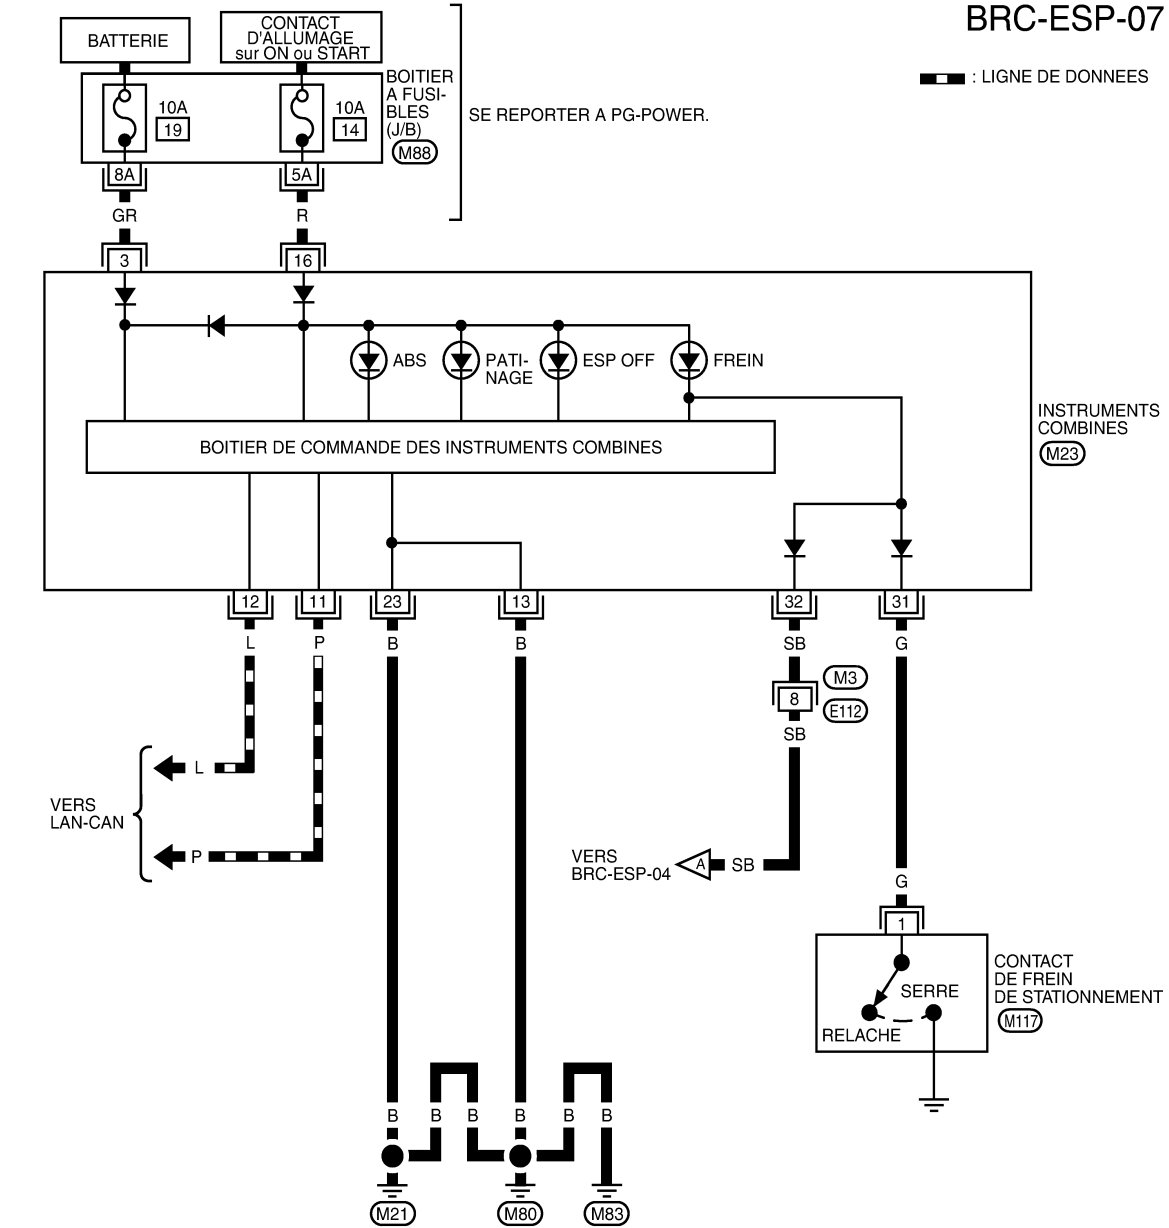 BRC-ESP-07
: LIGNE DE DONNEES
BATTERIE
CONTACT
D'ALLUMAGE
sur ON ou START
10A
19
10A
14
BOITIER
A FUSI-
BLES
(J/B)
M88
SE REPORTER A PG-POWER.
8A
5A
GR
R
3
16
ABS
PATI-
NAGE
ESP OFF
FREIN
BOITIER DE COMMANDE DES INSTRUMENTS COMBINES
INSTRUMENTS
COMBINES
M23
12
11
23
13
32
31
L
P
B
B
SB
G
8
M3
E112
SB
L
P
VERS
LAN-CAN
VERS
BRC-ESP-04
A
SB
G
1
SERRE
RELACHE
CONTACT
DE FREIN
DE STATIONNEMENT
M117
B
B
B
B
B
B
M21
M80
M83